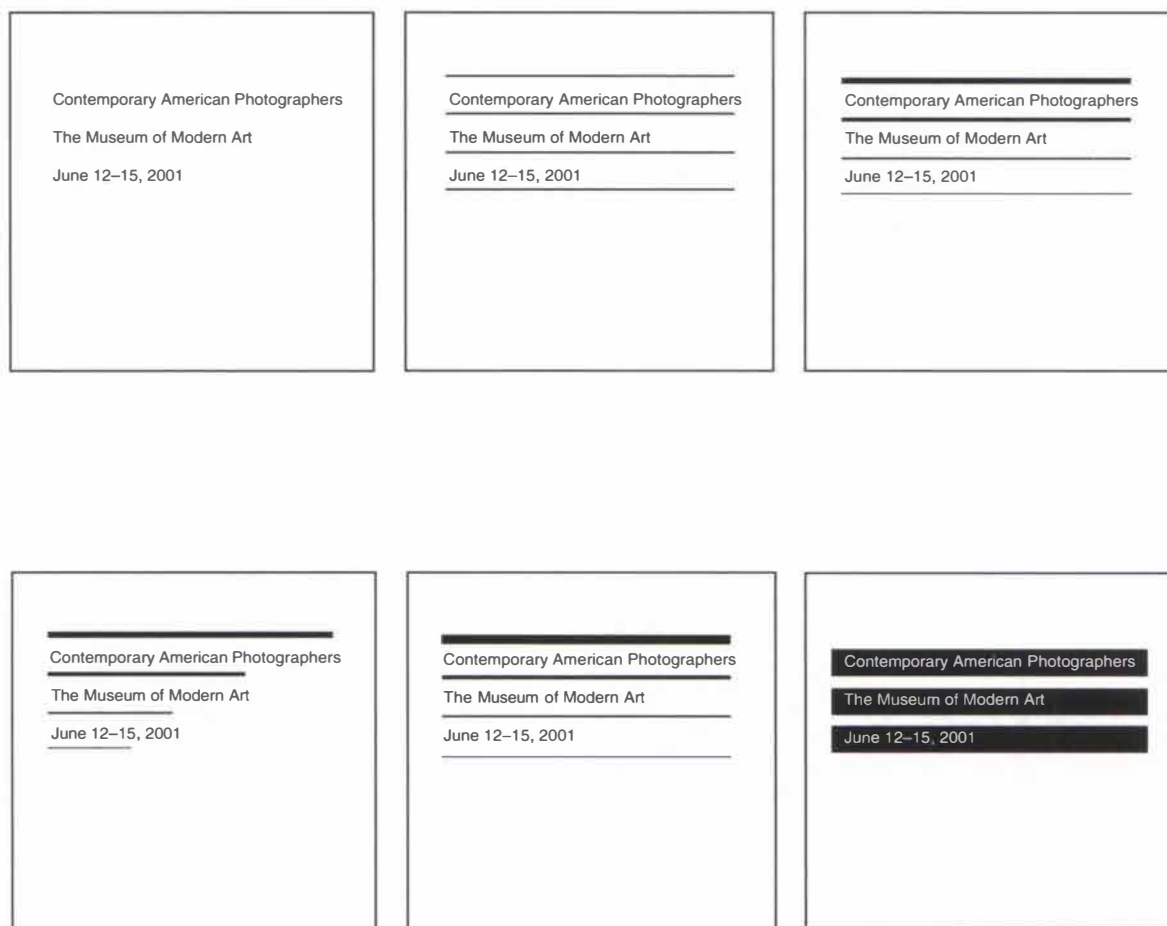 Contemporary American Photographers
The Museum of Modern Art
June 12–15, 2001
Contemporary American Photographers
The Museum of Modern Art
June 12–15, 2001
Contemporary American Photographers
The Museum of Modern Art
June 12–15, 2001
Contemporary American Photographers
The Museum of Modern Art
June 12–15, 2001
Contemporary American Photographers
The Museum of Modern Art
June 12–15, 2001
Contemporary American Photographers
The Museum of Modern Art
June 12–15, 2001